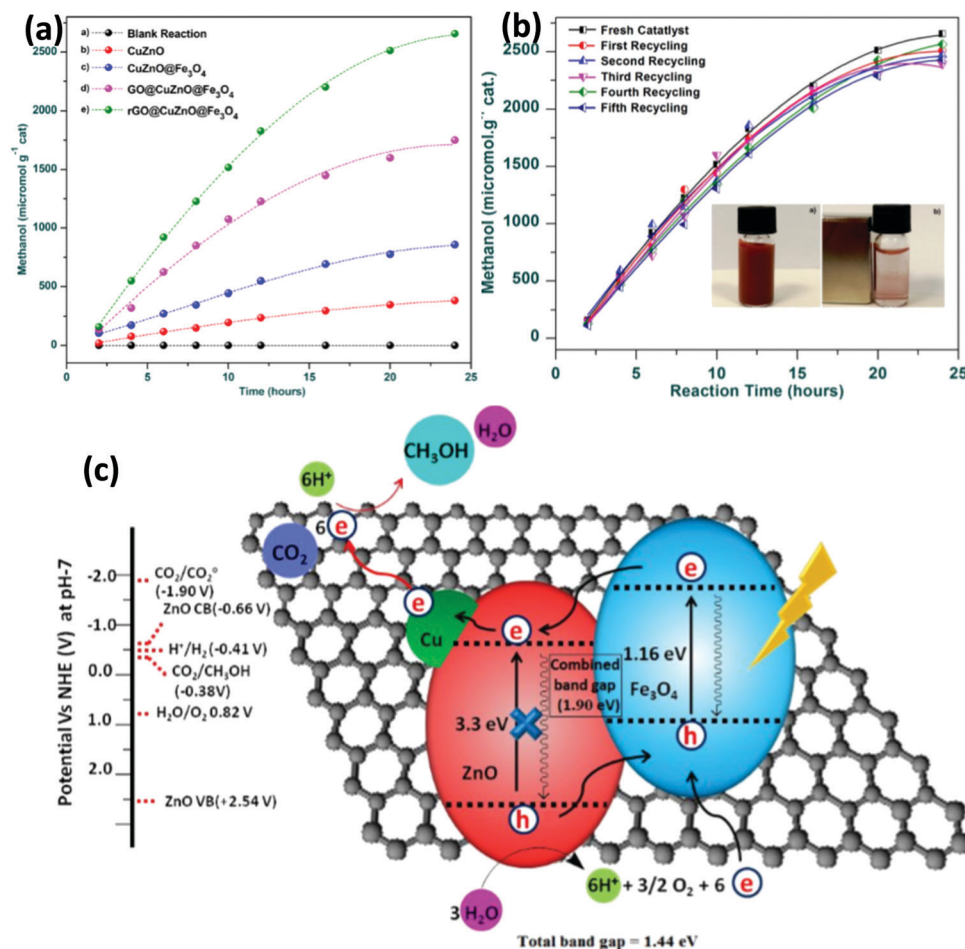 (a)
a) Blank Reaction
b) CuZnO
c) CuZnO@Fe₃O₄
d) GO@CuZnO@Fe₃O₄
e) rGO@CuZnO@Fe₃O₄
Methanol (micromol g⁻¹ cat)
2500
2000
1500
1000
500
0
0 5 10 15 20 25
Time (hours)
(b)
Fresh Catatlyst
First Recycling
Second Recycling
Third Recycling
Fourth Recycling
Fifth Recycling
Methanol (micromol.g⁻¹ cat.)
2500
2000
1500
1000
500
0
a)
b)
0 5 10 15 20 25
Reaction Time (hours)
(c)
CH₃OH
H₂O
6H⁺
6 e
CO₂
Potential Vs NHE (V) at pH-7
-2.0
-1.0
0.0
1.0
2.0
CO₂/CO₂°
(-1.90 V)
ZnO CB(-0.66 V)
H⁺/H₂ (-0.41 V)
CO₂/CH₃OH
(-0.38V)
H₂O/O₂ 0.82 V
ZnO VB(+2.54 V)
e
Cu
e
e
Combined
band gap
(1.90 eV)
1.16 eV
Fe₃O₄
3.3 eV
ZnO
h
h
3 H₂O
6H⁺ + 3/2 O₂ + 6 e
Total band gap = 1.44 eV